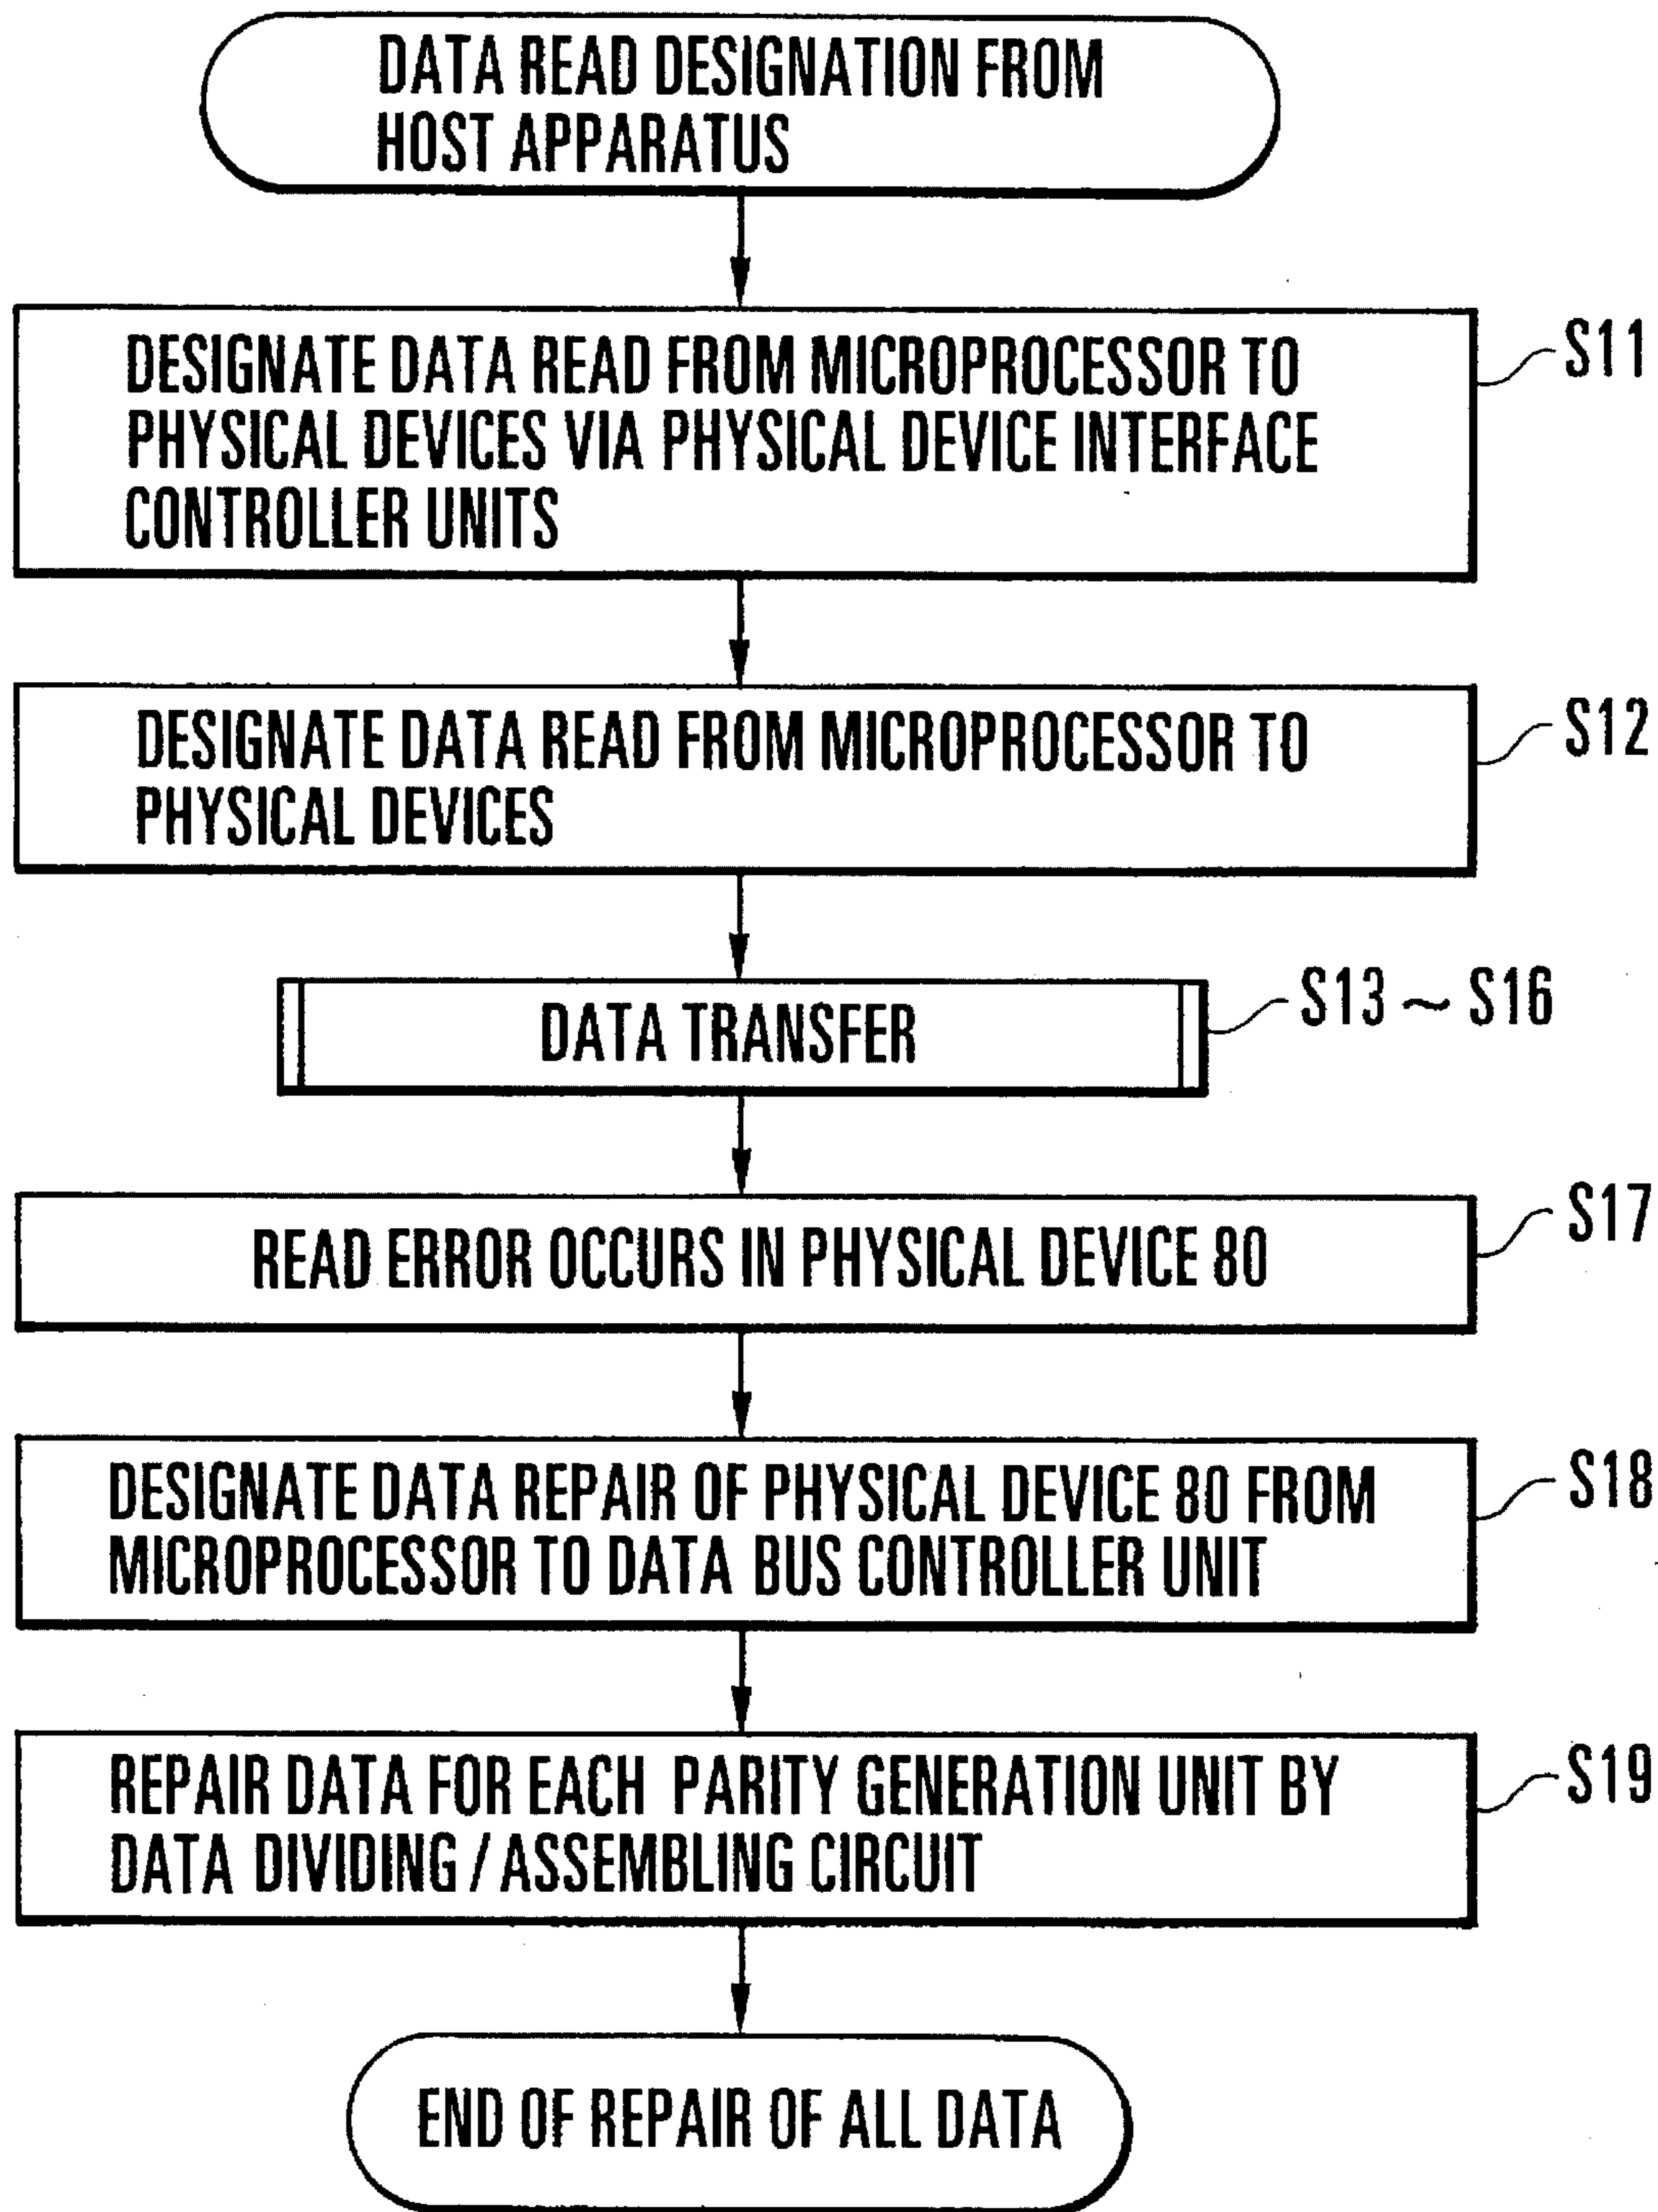 DATA READ DESIGNATION FROM
HOST APPARATUS
DESIGNATE DATA READ FROM MICROPROCESSOR TO
PHYSICAL DEVICES VIA PHYSICAL DEVICE INTERFACE
CONTROLLER UNITS
S11
DESIGNATE DATA READ FROM MICROPROCESSOR TO
PHYSICAL DEVICES
S12
DATA TRANSFER
S13 ~ S16
READ ERROR OCCURS IN PHYSICAL DEVICE 80
S17
DESIGNATE DATA REPAIR OF PHYSICAL DEVICE 80 FROM
MICROPROCESSOR TO DATA BUS CONTROLLER UNIT
S18
REPAIR DATA FOR EACH PARITY GENERATION UNIT BY
DATA DIVIDING / ASSEMBLING CIRCUIT
S19
END OF REPAIR OF ALL DATA